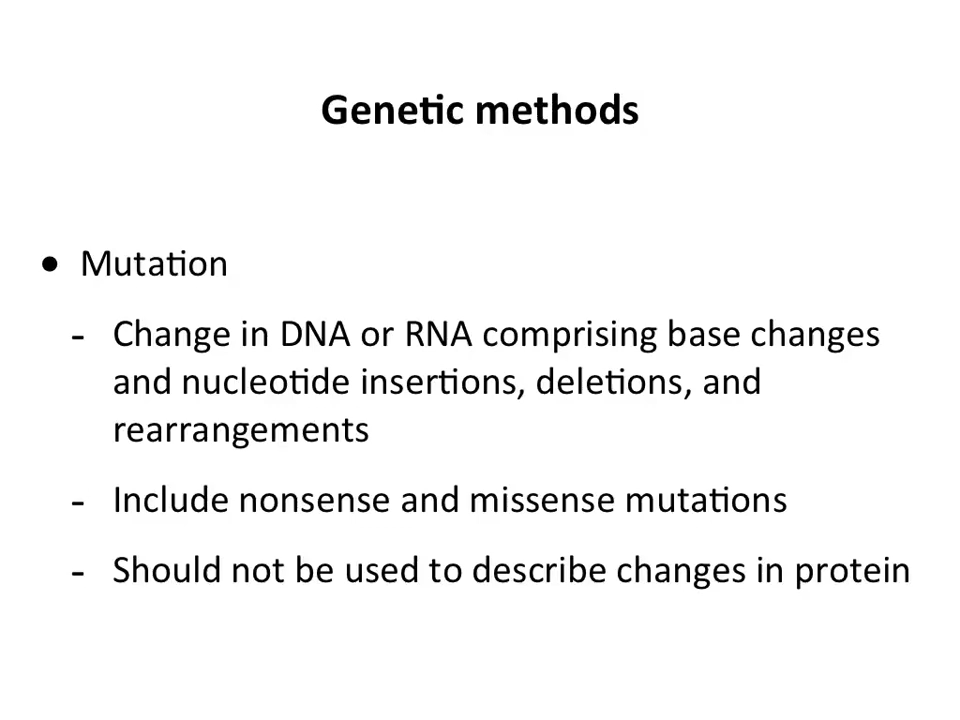 Genetic methods
• Mutation
- Change in DNA or RNA comprising base changes
and nucleotide insertions, deletions, and
rearrangements
- Include nonsense and missense mutations
- Should not be used to describe changes in protein